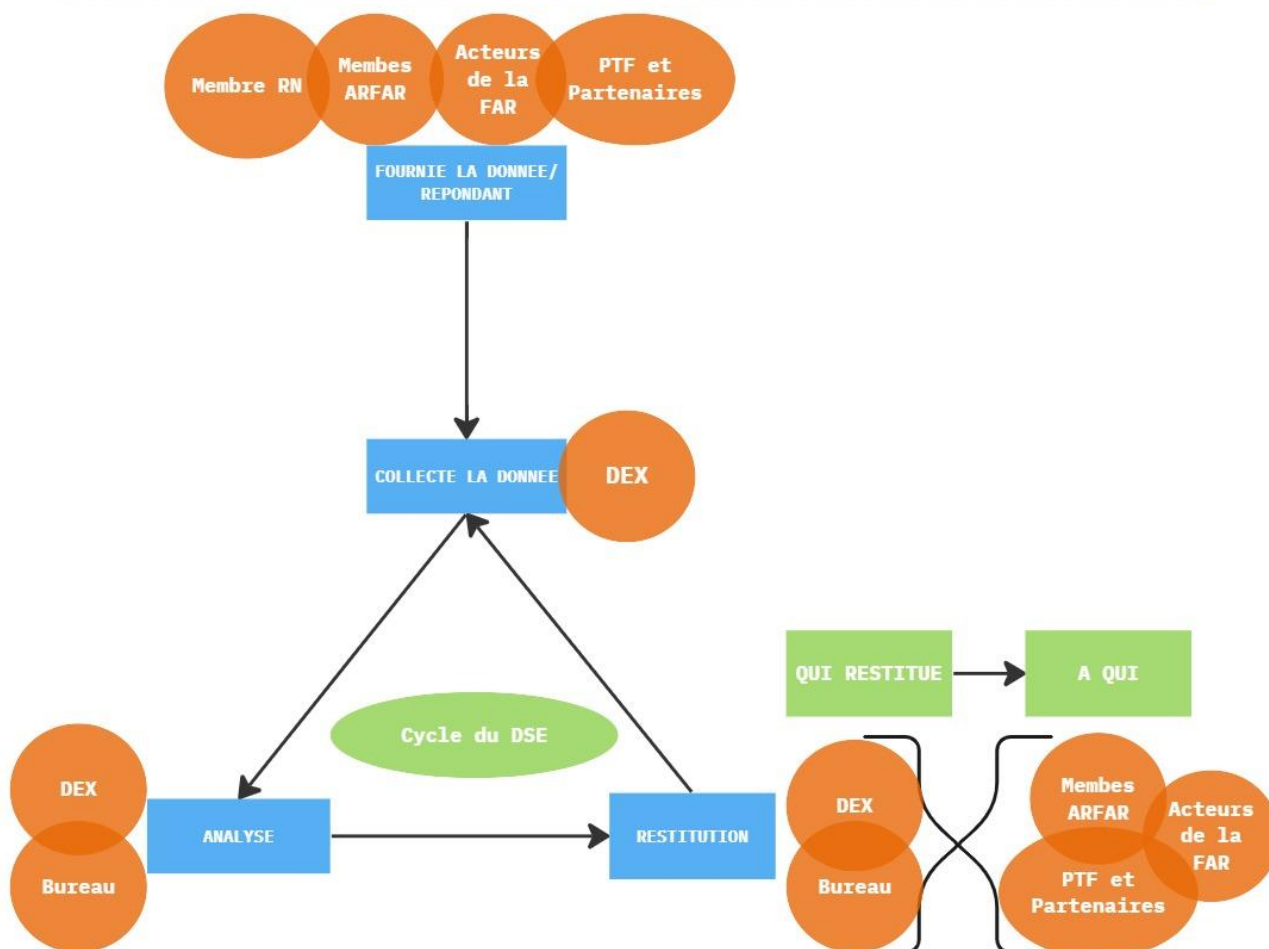 Membre RN
Membes
ARFAR
Acteurs
de la
FAR
PTF et
Partenaires
FOURNIE LA DONNEE/
REPONDANT
COLLECTE LA DONNEE
DEX
QUI RESTITUE
A QUI
Cycle du DSE
DEX
Bureau
ANALYSE
RESTITUTION
DEX
Bureau
Membes
ARFAR
Acteurs
de la
FAR
PTF et
Partenaires